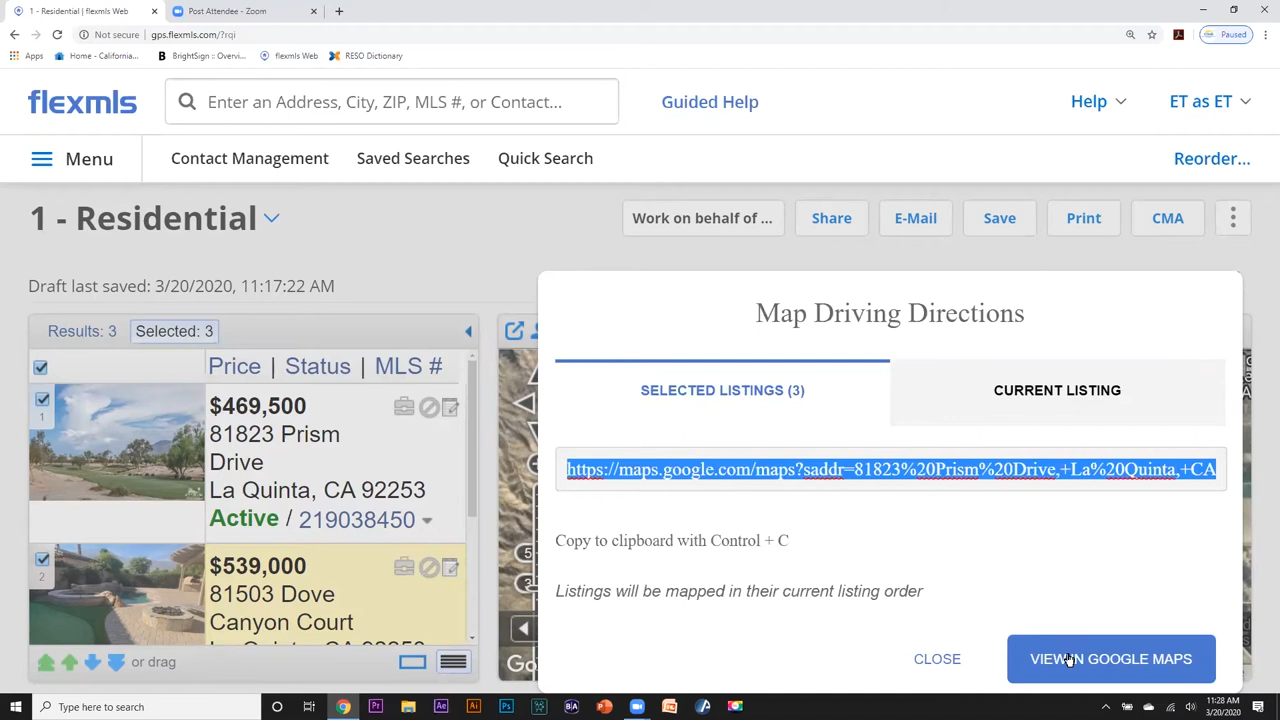 1 - Residential | flexmls Web
Post Attendee - Zoom
Not secure | gps.flexmls.com/?rqi
Paused
Apps
Home - California...
BrightSign :: Overvi...
flexmls Web
RESO Dictionary
flexmls
Enter an Address, City, ZIP, MLS #, or Contact...
Guided Help
Help
ET as ET
Menu
Contact Management
Saved Searches
Quick Search
Reorder...
1 - Residential
Work on behalf of ...
Share
E-Mail
Save
Print
CMA
Draft last saved: 3/20/2020, 11:17:22 AM
Results: 3
Selected: 3
Price | Status | MLS #
1
$469,500
81823 Prism
Drive
La Quinta, CA 92253
Active / 219038450
2
$539,000
81503 Dove
Canyon Court
or drag
Map Driving Directions
SELECTED LISTINGS (3)
CURRENT LISTING
https://maps.google.com/maps?saddr=81823%20Prism%20Drive,+La%20Quinta,+CA
Copy to clipboard with Control + C
Listings will be mapped in their current listing order
CLOSE
VIEW IN GOOGLE MAPS
Type here to search
11:28 AM
3/20/2020